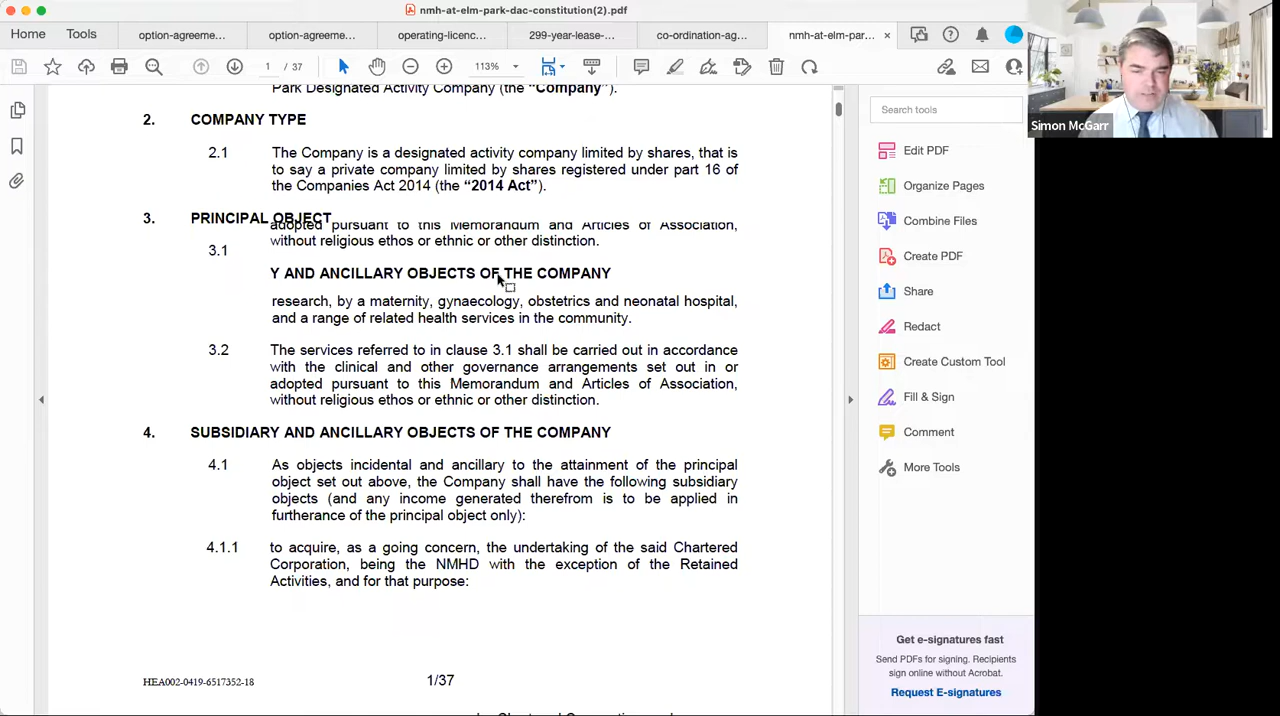 nmh-at-elm-park-dac-constitution(2).pdf
Home
Tools
option-agreeme...
option-agreeme...
operating-licenc...
299-year-lease-...
co-ordination-ag...
nmh-at-elm-par...
1 / 37
113%
Park Designated Activity Company (the “Company”).
2. COMPANY TYPE
2.1 The Company is a designated activity company limited by shares, that is
to say a private company limited by shares registered under part 16 of
the Companies Act 2014 (the “2014 Act”).
3. PRINCIPAL OBJECT
adopted pursuant to this Memorandum and Articles of Association,
without religious ethos or ethnic or other distinction.
3.1
Y AND ANCILLARY OBJECTS OF THE COMPANY
research, by a maternity, gynaecology, obstetrics and neonatal hospital,
and a range of related health services in the community.
3.2 The services referred to in clause 3.1 shall be carried out in accordance
with the clinical and other governance arrangements set out in or
adopted pursuant to this Memorandum and Articles of Association,
without religious ethos or ethnic or other distinction.
4. SUBSIDIARY AND ANCILLARY OBJECTS OF THE COMPANY
4.1 As objects incidental and ancillary to the attainment of the principal
object set out above, the Company shall have the following subsidiary
objects (and any income generated therefrom is to be applied in
furtherance of the principal object only):
4.1.1 to acquire, as a going concern, the undertaking of the said Chartered
Corporation, being the NMHD with the exception of the Retained
Activities, and for that purpose:
HEA002-0419-6517352-18
1/37
Search tools
Edit PDF
Organize Pages
Combine Files
Create PDF
Share
Redact
Create Custom Tool
Fill & Sign
Comment
More Tools
Get e-signatures fast
Send PDFs for signing. Recipients
sign online without Acrobat.
Request E-signatures
Simon McGarr